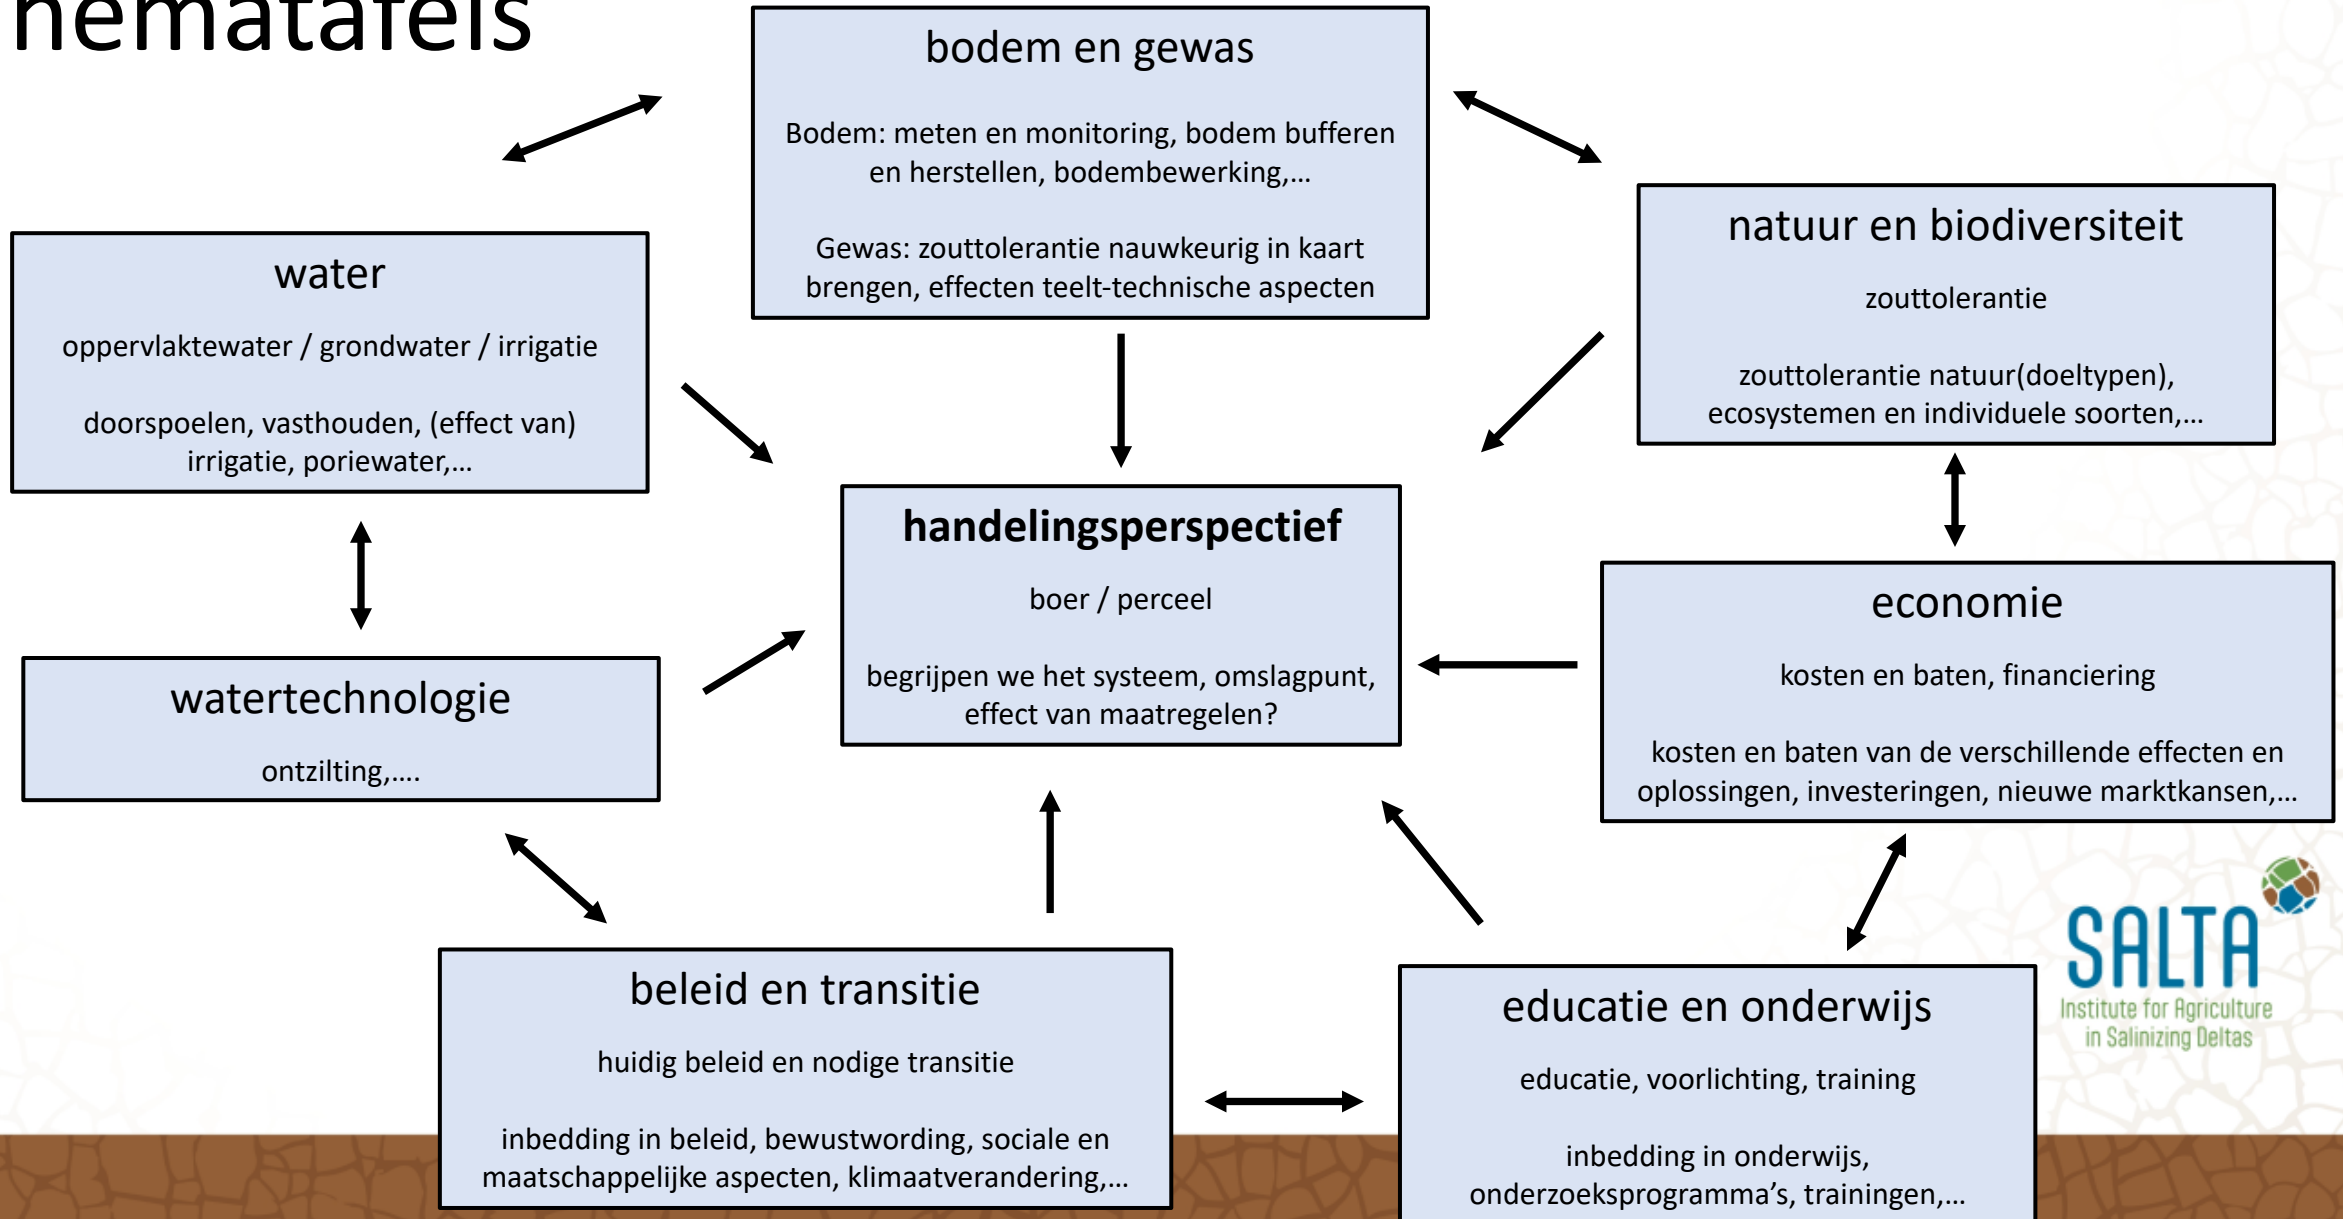 hematafels
bodem en gewas
Bodem: meten en monitoring, bodem bufferen
en herstellen, bodembewerking,...
Gewas: zouttolerantie nauwkeurig in kaart
brengen, effecten teelt-technische aspecten
water
oppervlaktewater / grondwater / irrigatie
doorspoelen, vasthouden, (effect van)
irrigatie, poriewater,...
natuur en biodiversiteit
zouttolerantie
zouttolerantie natuur(doeltypen),
ecosystemen en individuele soorten,...
handelingsperspectief
boer / perceel
begrijpen we het systeem, omslagpunt,
effect van maatregelen?
watertechnologie
ontzilting,....
economie
kosten en baten, financiering
kosten en baten van de verschillende effecten en
oplossingen, investeringen, nieuwe marktkansen,...
beleid en transitie
huidig beleid en nodige transitie
inbedding in beleid, bewustwording, sociale en
maatschappelijke aspecten, klimaatverandering,...
educatie en onderwijs
educatie, voorlichting, training
inbedding in onderwijs,
onderzoeksprogramma's, trainingen,...
SALTA
Institute for Agriculture
in Salinizing Deltas